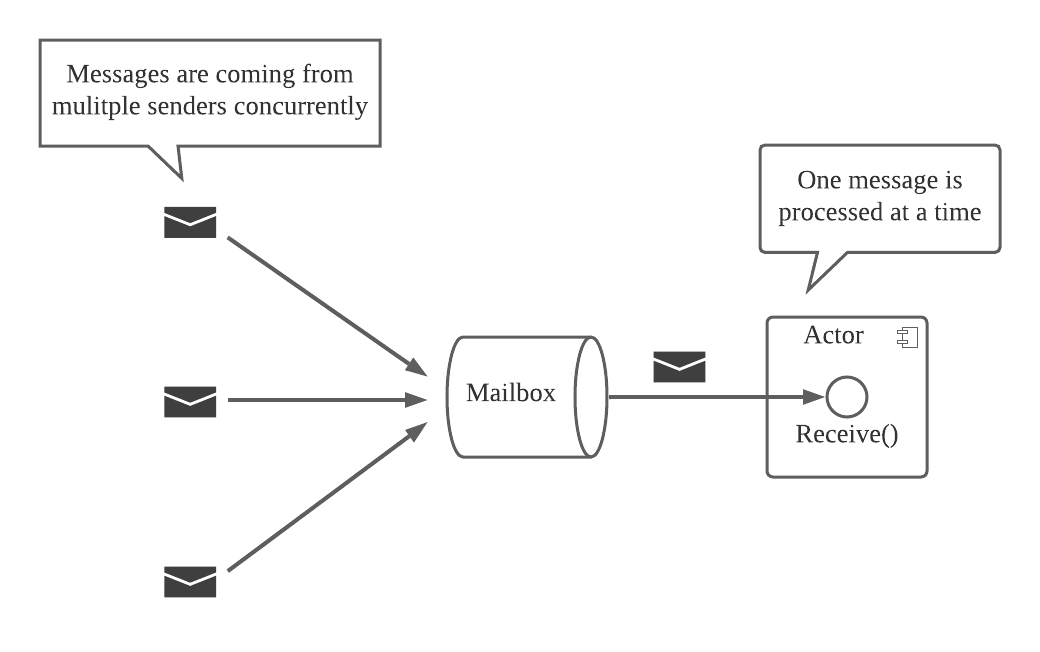 Messages are coming from
mulitple senders concurrently
One message is
processed at a time
Actor
Mailbox
Receive()